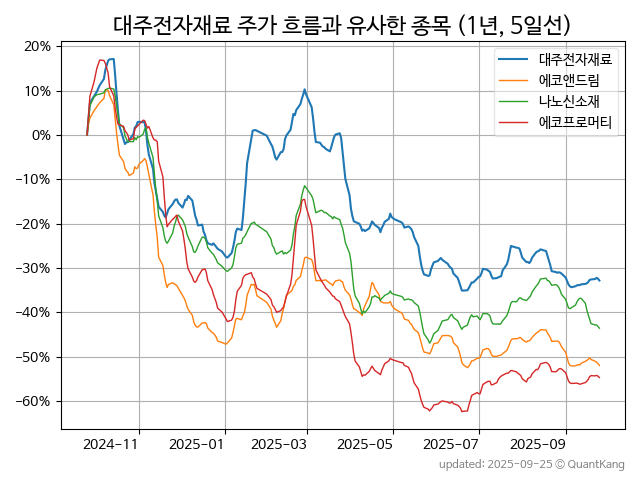 대주전자재료 주가 흐름과 유사한 종목 (1년, 5일선)
20%
10%
0%
−10%
−20%
−30%
−40%
−50%
−60%
대주전자재료
에코앤드림
나노신소재
에코프로머티
2024-11 2025-01 2025-03 2025-05 2025-07 2025-09
updated: 2025-09-25 © QuantKang